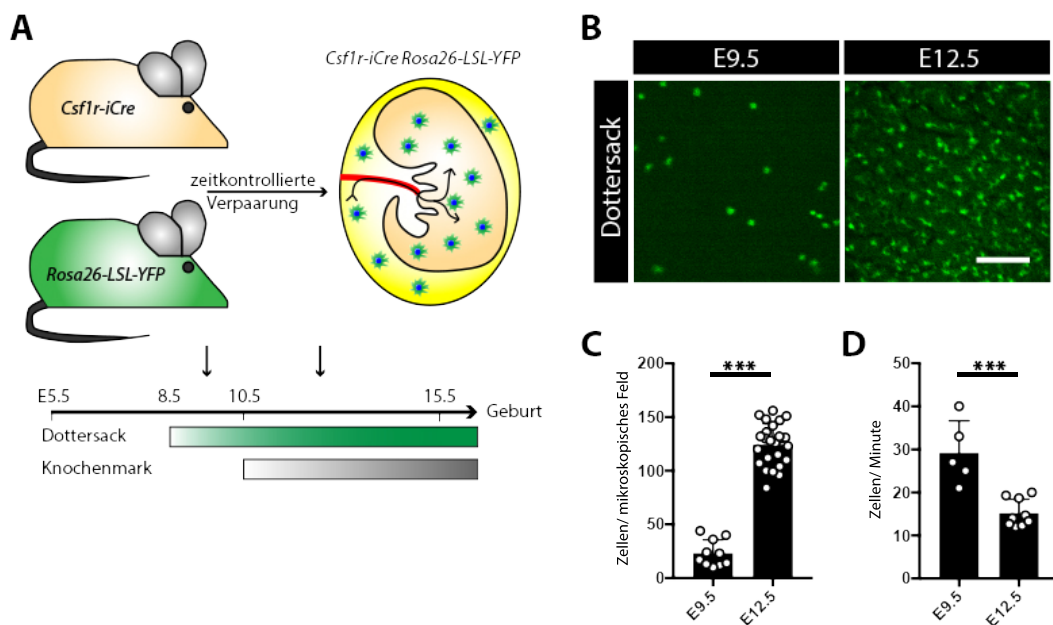 A
Csf1r-iCre
Rosa26-LSL-YFP
zeitkontrollierte
Verpaarung
Csf1r-iCre Rosa26-LSL-YFP
E5.5 8.5 10.5 15.5
Geburt
Dottersack
Knochenmark
B
E9.5 E12.5
Dottersack
C
Zellen/ mikroskopisches Feld
200
150
100
50
0
***
E9.5 E12.5
D
Zellen/ Minute
50
40
30
20
10
0
***
E9.5 E12.5